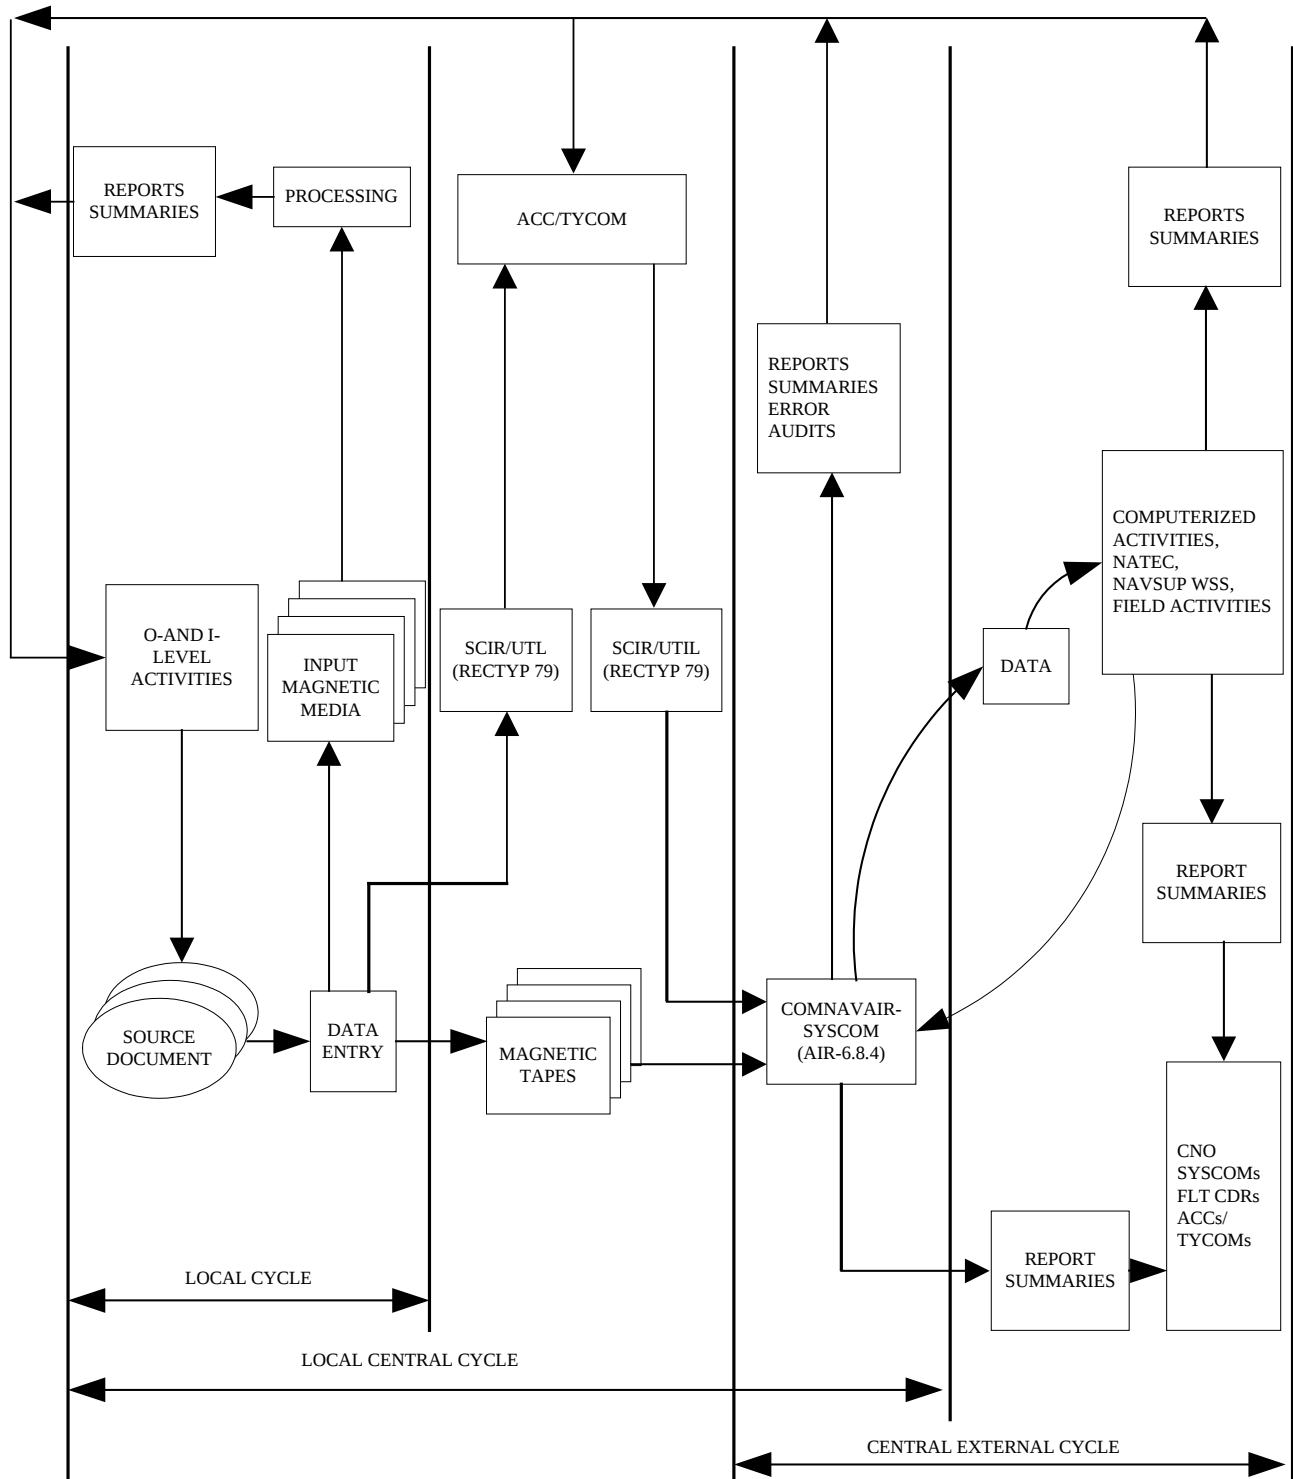 REPORTS
SUMMARIES
PROCESSING
ACC/TYCOM
REPORTS
SUMMARIES
REPORTS
SUMMARIES
ERROR
AUDITS
COMPUTERIZED
ACTIVITIES,
NATEC,
NAVSUP WSS,
FIELD ACTIVITIES
O-AND I-
LEVEL
ACTIVITIES
INPUT
MAGNETIC
MEDIA
SCIR/UTL
(RECTYP 79)
SCIR/UTIL
(RECTYP 79)
DATA
REPORT
SUMMARIES
SOURCE
DOCUMENT
DATA
ENTRY
MAGNETIC
TAPES
COMNAVAIR-
SYSCOM
(AIR-6.8.4)
CNO
SYSCOMs
FLT CDRs
ACCs/
TYCOMs
REPORT
SUMMARIES
LOCAL CYCLE
LOCAL CENTRAL CYCLE
CENTRAL EXTERNAL CYCLE